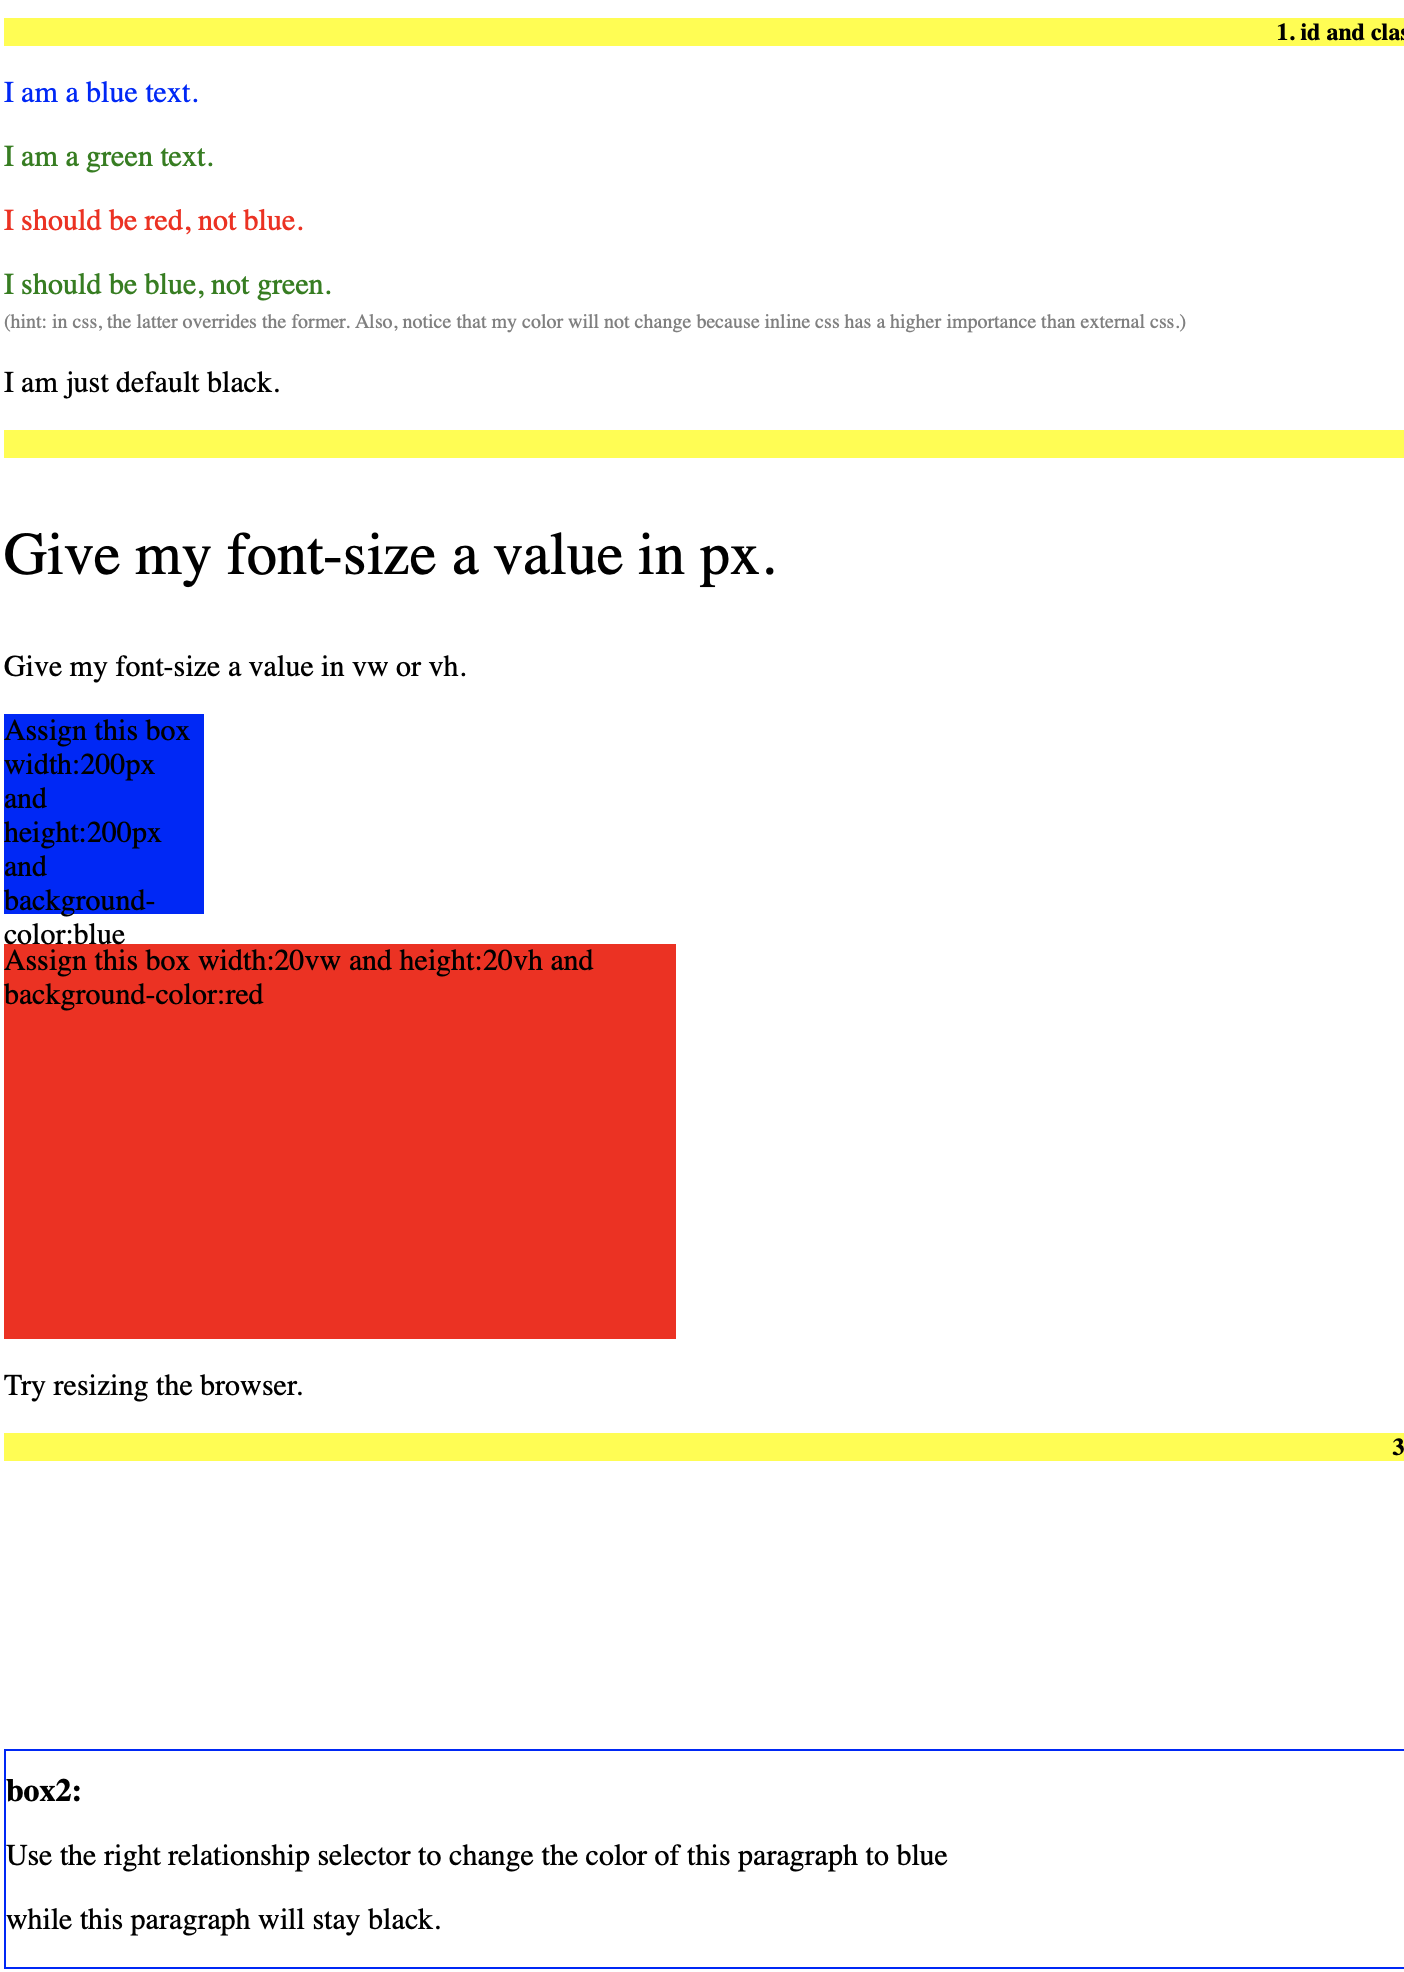 1. id and clas
I am a blue text.
I am a green text.
I should be red, not blue.
I should be blue, not green.
(hint: in css, the latter overrides the former. Also, notice that my color will not change because inline css has a higher importance than external css.)
I am just default black.
Give my font-size a value in px.
Give my font-size a value in vw or vh.
Assign this box
width:200px
and
height:200px
and
background-
color:blue
Assign this box width:20vw and height:20vh and
background-color:red
Try resizing the browser.
3
box2:
Use the right relationship selector to change the color of this paragraph to blue
while this paragraph will stay black.